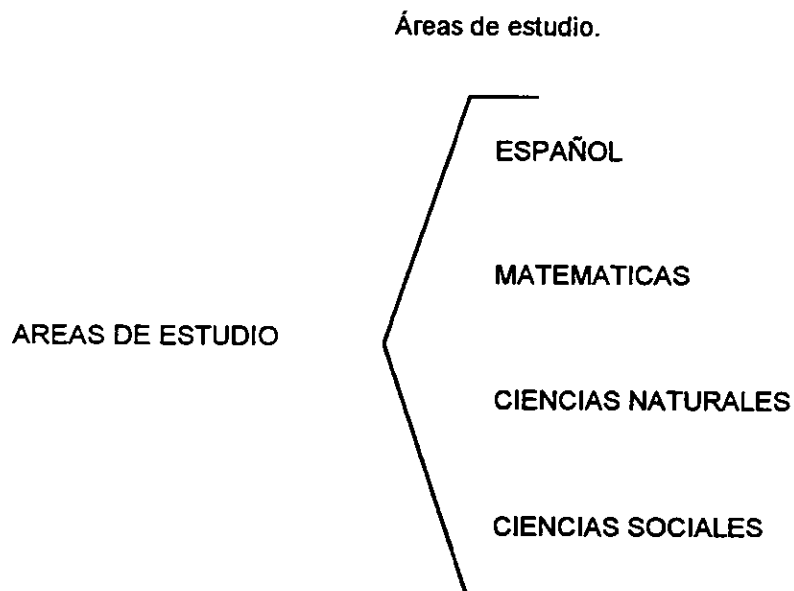 Áreas de estudio.
ESPAÑOL
MATEMATICAS
AREAS DE ESTUDIO
CIENCIAS NATURALES
CIENCIAS SOCIALES